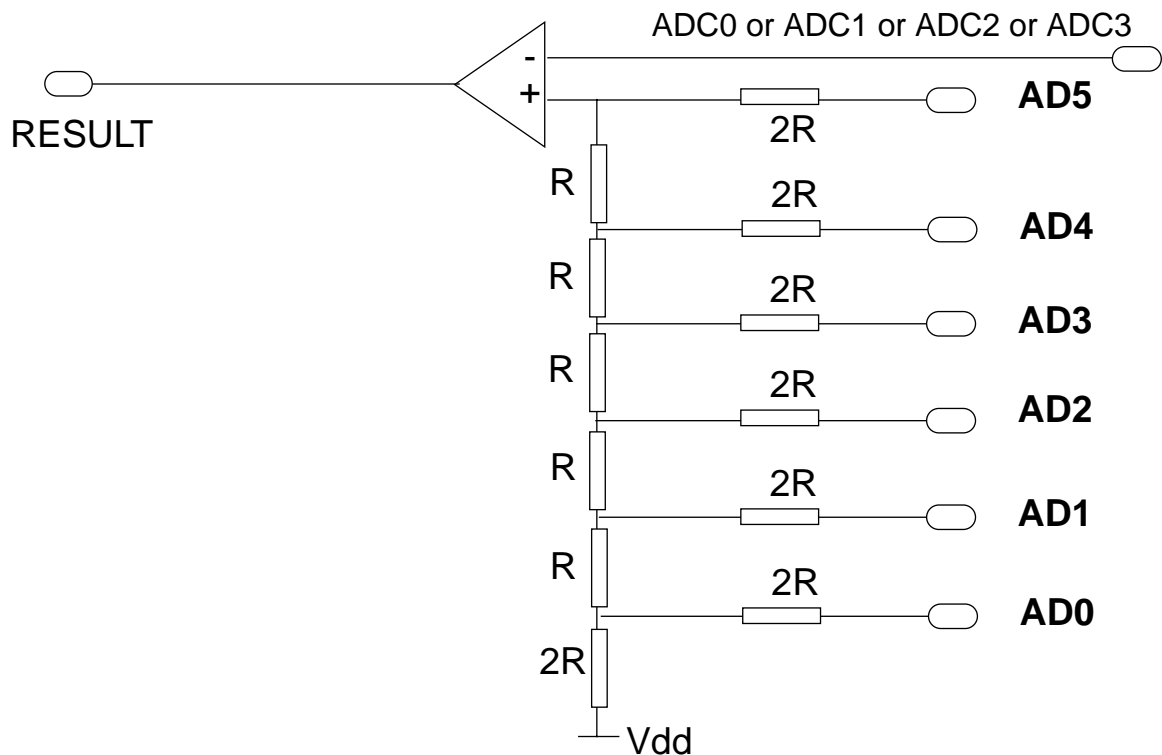 ADC0 or ADC1 or ADC2 or ADC3
-
+
AD5
2R
RESULT
R
2R
AD4
R
2R
AD3
R
2R
AD2
R
2R
AD1
R
2R
AD0
2R
Vdd